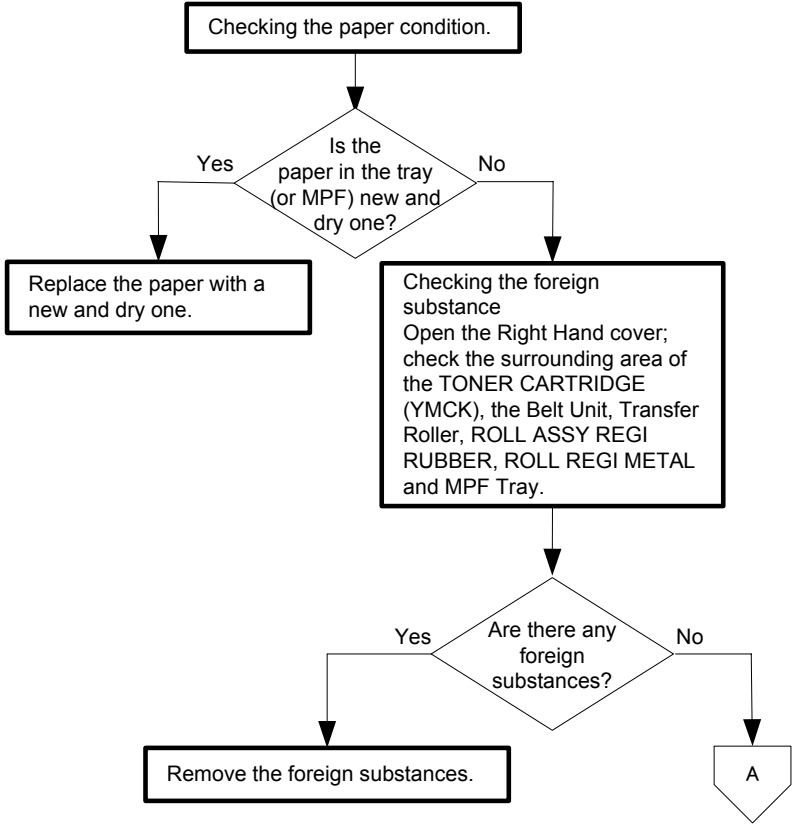 Checking the paper condition.
Is the
paper in the tray
(or MPF) new and
dry one?
Yes
No
Replace the paper with a
new and dry one.
Checking the foreign
substance
Open the Right Hand cover;
check the surrounding area of
the TONER CARTRIDGE
(YMCK), the Belt Unit, Transfer
Roller, ROLL ASSY REGI
RUBBER, ROLL REGI METAL
and MPF Tray.
Are there any
foreign
substances?
Yes
No
Remove the foreign substances.
A